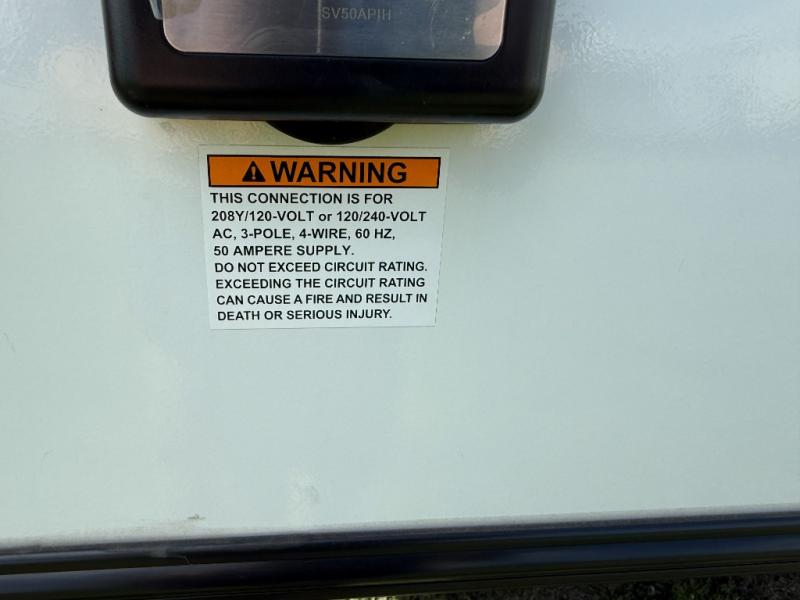 SV50APIH
WARNING
THIS CONNECTION IS FOR
208Y/120-VOLT or 120/240-VOLT
AC, 3-POLE, 4-WIRE, 60 HZ,
50 AMPERE SUPPLY.
DO NOT EXCEED CIRCUIT RATING.
EXCEEDING THE CIRCUIT RATING
CAN CAUSE A FIRE AND RESULT IN
DEATH OR SERIOUS INJURY.